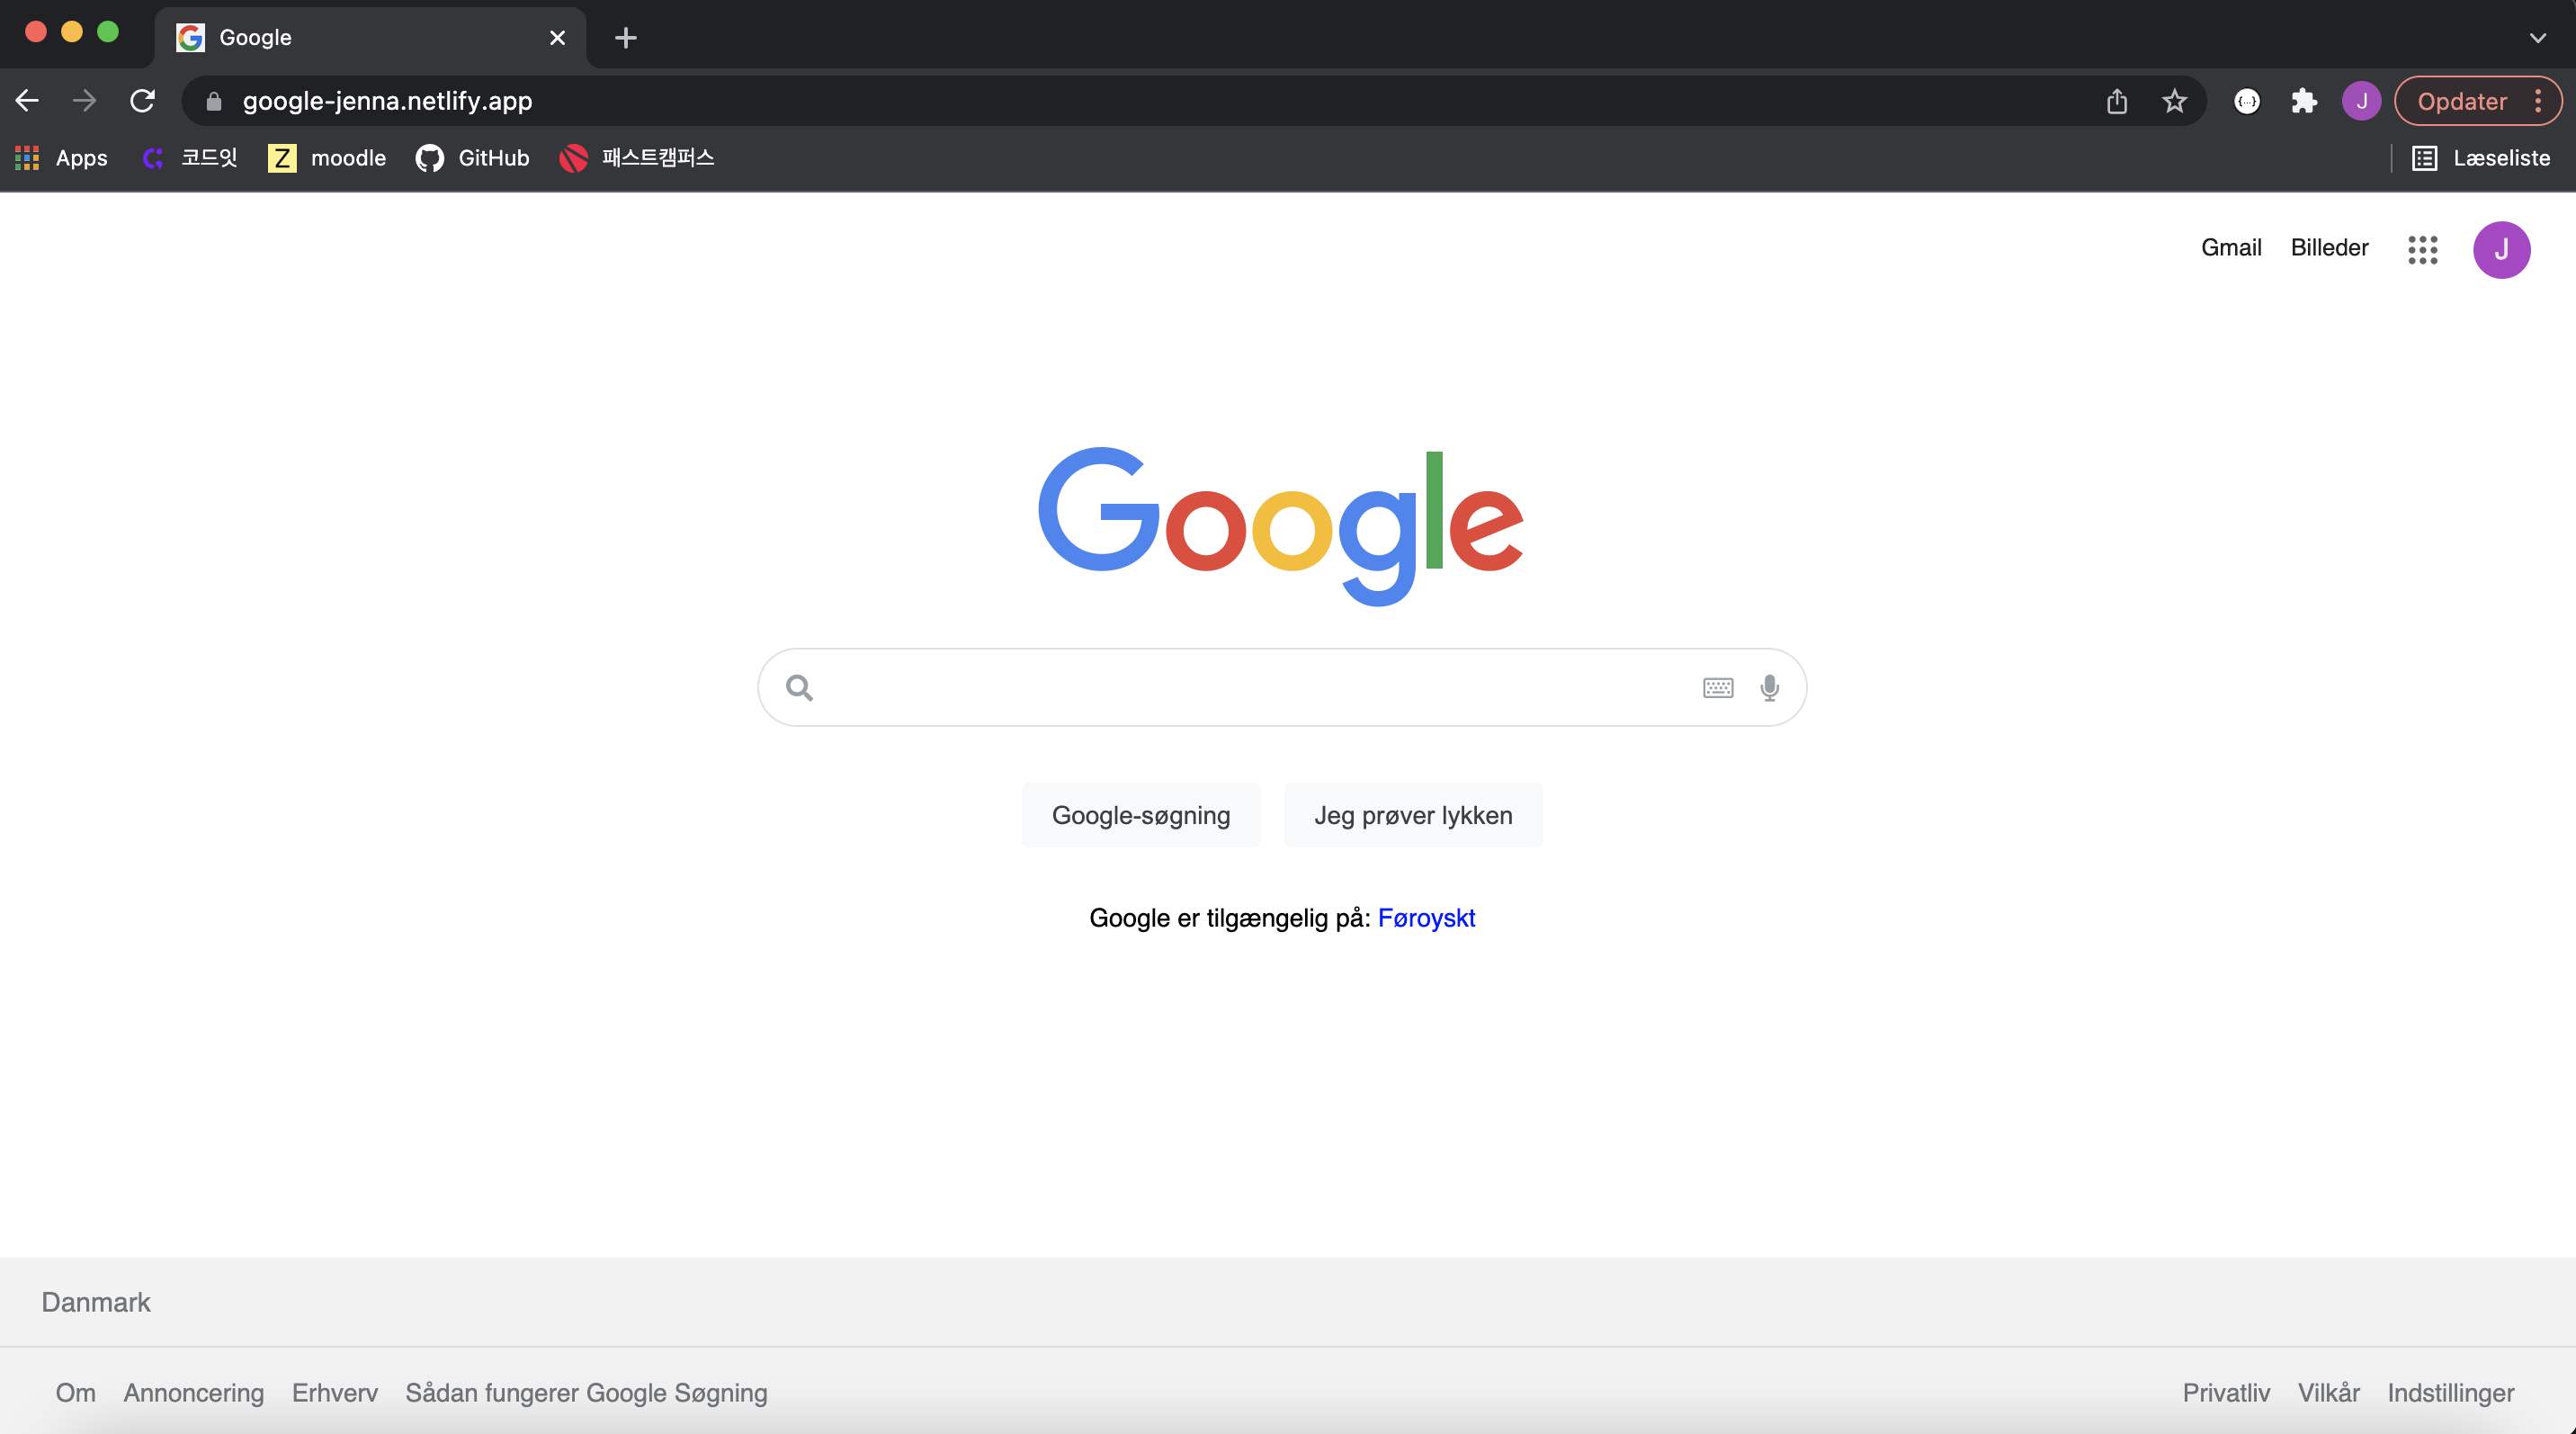 Google
google-jenna.netlify.app
J
Opdater
Apps
코드잇
Z
moodle
GitHub
패스트캠퍼스
Læseliste
Gmail
Billeder
J
Google
Google-søgning
Jeg prøver lykken
Google er tilgængelig på: Føroyskt
Danmark
Om
Annoncering
Erhverv
Sådan fungerer Google Søgning
Privatliv
Vilkår
Indstillinger